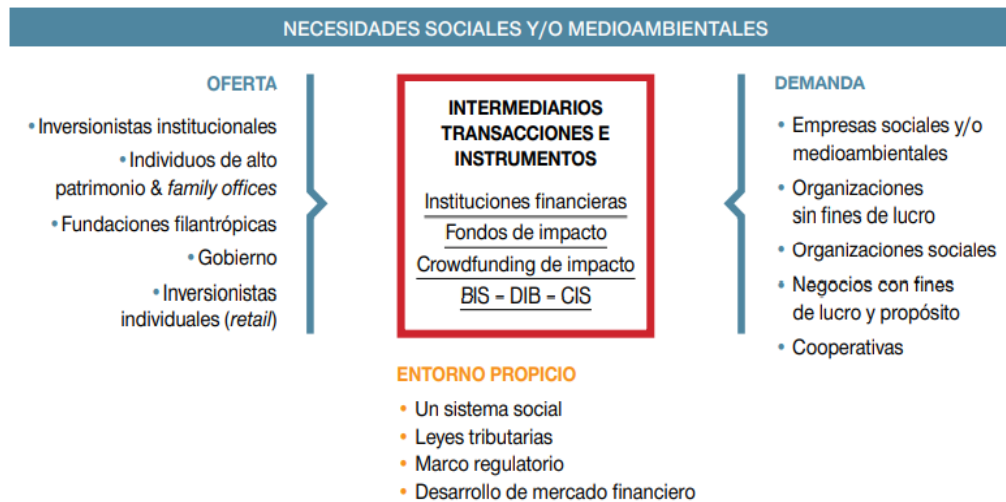 NECESIDADES SOCIALES Y/O MEDIOAMBIENTALES
OFERTA
• Inversionistas institucionales
• Individuos de alto
patrimonio & family offices
• Fundaciones filantrópicas
• Gobierno
• Inversionistas
individuales (retail)
INTERMEDIARIOS
TRANSACCIONES E
INSTRUMENTOS
Instituciones financieras
Fondos de impacto
Crowdfunding de impacto
BIS – DIB – CIS
DEMANDA
• Empresas sociales y/o
medioambientales
• Organizaciones
sin fines de lucro
• Organizaciones sociales
• Negocios con fines
de lucro y propósito
• Cooperativas
ENTORNO PROPICIO
• Un sistema social
• Leyes tributarias
• Marco regulatorio
• Desarrollo de mercado financiero